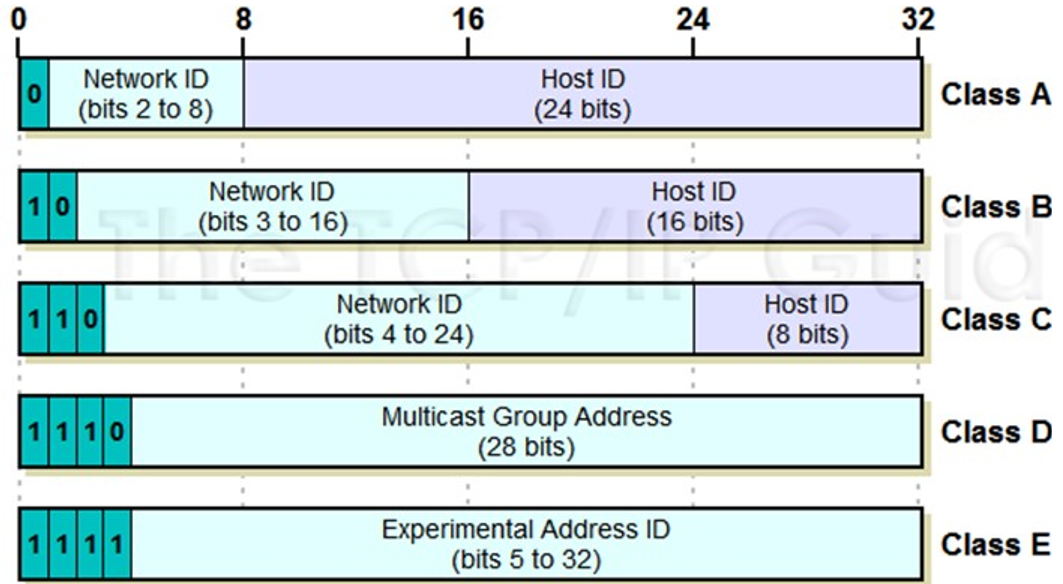 0 8 16 24 32
0 Network ID Host ID Class A
(bits 2 to 8) (24 bits)
1 0 Network ID Host ID Class B
(bits 3 to 16) (16 bits)
The TCP/IP Guid
1 1 0 Network ID Host ID Class C
(bits 4 to 24) (8 bits)
1 1 1 0 Multicast Group Address Class D
(28 bits)
1 1 1 1 Experimental Address ID Class E
(bits 5 to 32)